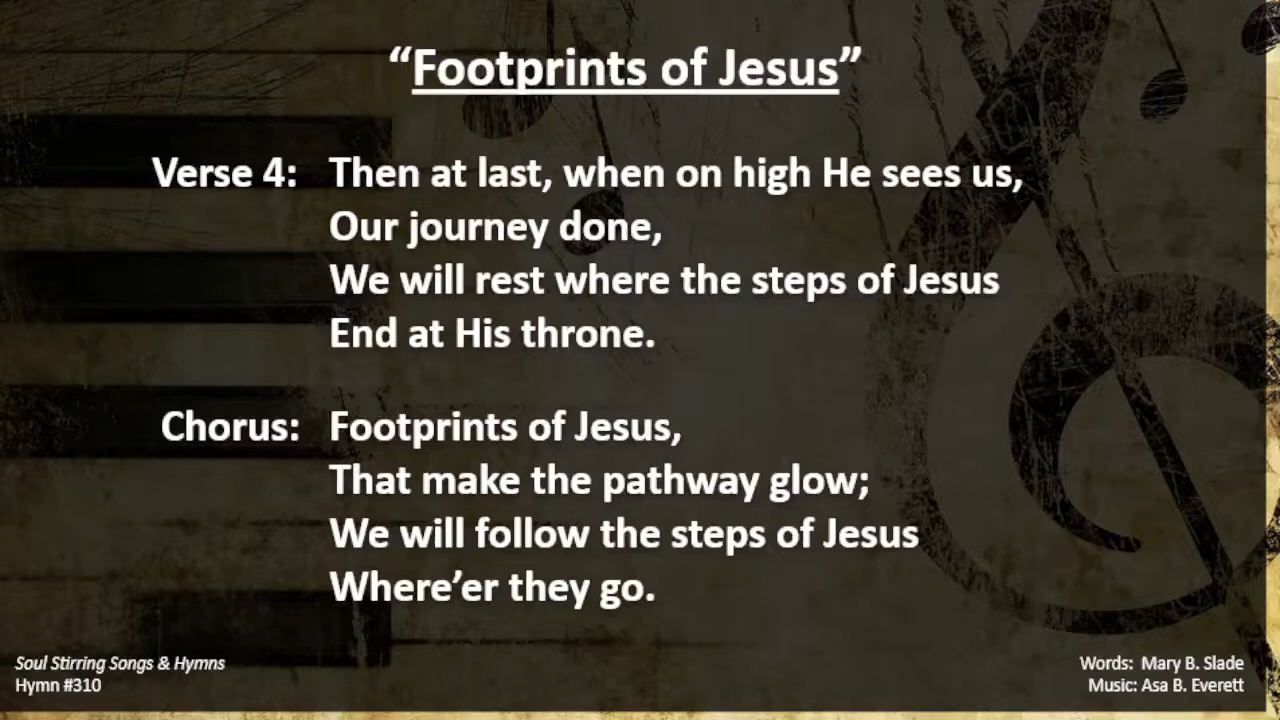 “Footprints of Jesus”
Verse 4: Then at last, when on high He sees us,
Our journey done,
We will rest where the steps of Jesus
End at His throne.
Chorus: Footprints of Jesus,
That make the pathway glow;
We will follow the steps of Jesus
Where’er they go.
Soul Stirring Songs & Hymns
Hymn #310
Words: Mary B. Slade
Music: Asa B. Everett